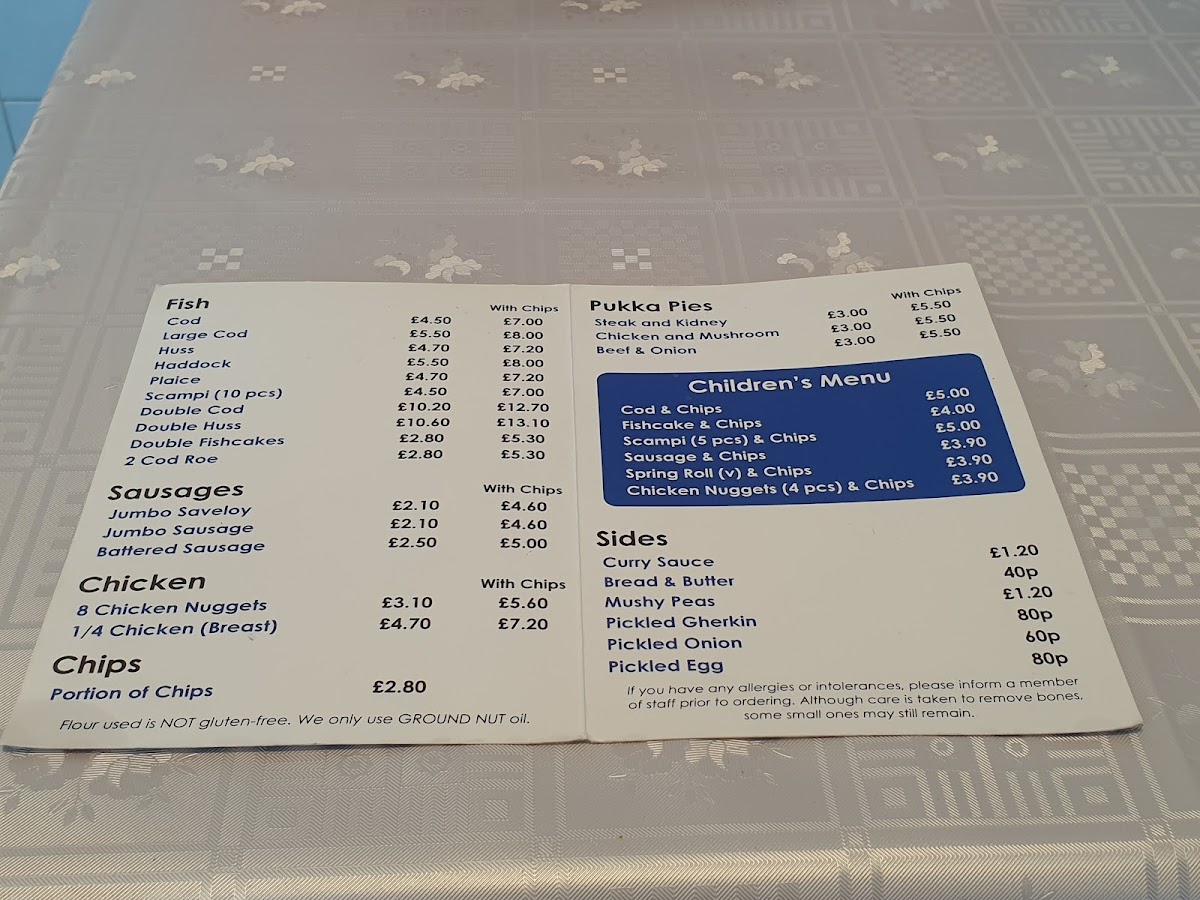 Fish With Chips
Cod £4.50 £7.00
Large Cod £5.50 £8.00
Huss £4.70 £7.20
Haddock £5.50 £8.00
Plaice £4.70 £7.20
Scampi (10 pcs) £4.50 £7.00
Double Cod £10.20 £12.70
Double Huss £10.60 £13.10
Double Fishcakes £2.80 £5.30
2 Cod Roe £2.80 £5.30
Sausages With Chips
Jumbo Saveloy £2.10 £4.60
Jumbo Sausage £2.10 £4.60
Battered Sausage £2.50 £5.00
Chicken With Chips
8 Chicken Nuggets £3.10 £5.60
1/4 Chicken (Breast) £4.70 £7.20
Chips
Portion of Chips £2.80
Flour used is NOT gluten-free. We only use GROUND NUT oil.
Pukka Pies With Chips
Steak and Kidney £3.00 £5.50
Chicken and Mushroom £3.00 £5.50
Beef & Onion £3.00 £5.50
Children's Menu
Cod & Chips £5.00
Fishcake & Chips £4.00
Scampi (5 pcs) & Chips £5.00
Sausage & Chips £3.90
Spring Roll (v) & Chips £3.90
Chicken Nuggets (4 pcs) & Chips £3.90
Sides
Curry Sauce £1.20
Bread & Butter 40p
Mushy Peas £1.20
Pickled Gherkin 80p
Pickled Onion 60p
Pickled Egg 80p
If you have any allergies or intolerances, please inform a member
of staff prior to ordering. Although care is taken to remove bones,
some small ones may still remain.